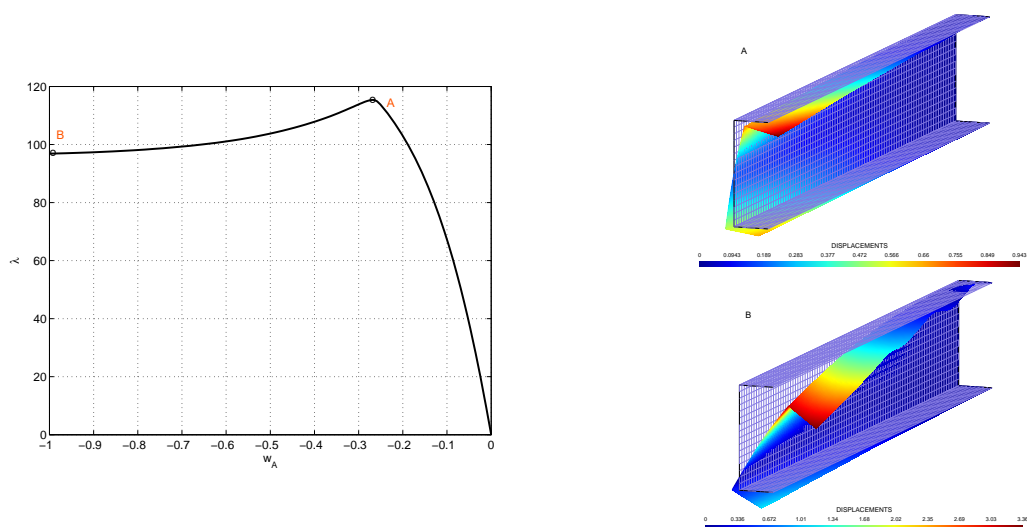 120
100
80
60
40
20
0
λ
B
A
−1 −0.9 −0.8 −0.7 −0.6 −0.5 −0.4 −0.3 −0.2 −0.1 0
w_A
A
DISPLACEMENTS
0 0.0943 0.189 0.283 0.377 0.472 0.566 0.66 0.755 0.849 0.943
B
DISPLACEMENTS
0 0.336 0.672 1.01 1.34 1.68 2.02 2.35 2.69 3.03 3.36